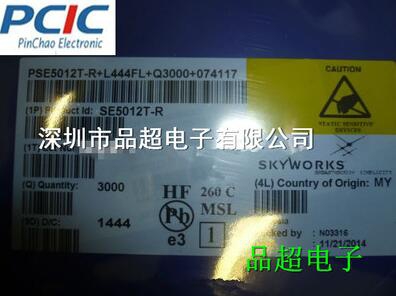 PCIC
PinChao Electronic
PSE5012T-R+L444FL+Q3000+074117
(1P) Product Id: SE5012T-R
CAUTION
STATIC SENSITIVE
DEVICES
深圳市品超电子有限公司
SKYWORKS
(Q) Quantity: 3000
(4L) Country of Origin: MY
HF 260 C
Pb MSL
e3 1
(9D) D/C: 1444
N03316
11/21/2014
品超电子